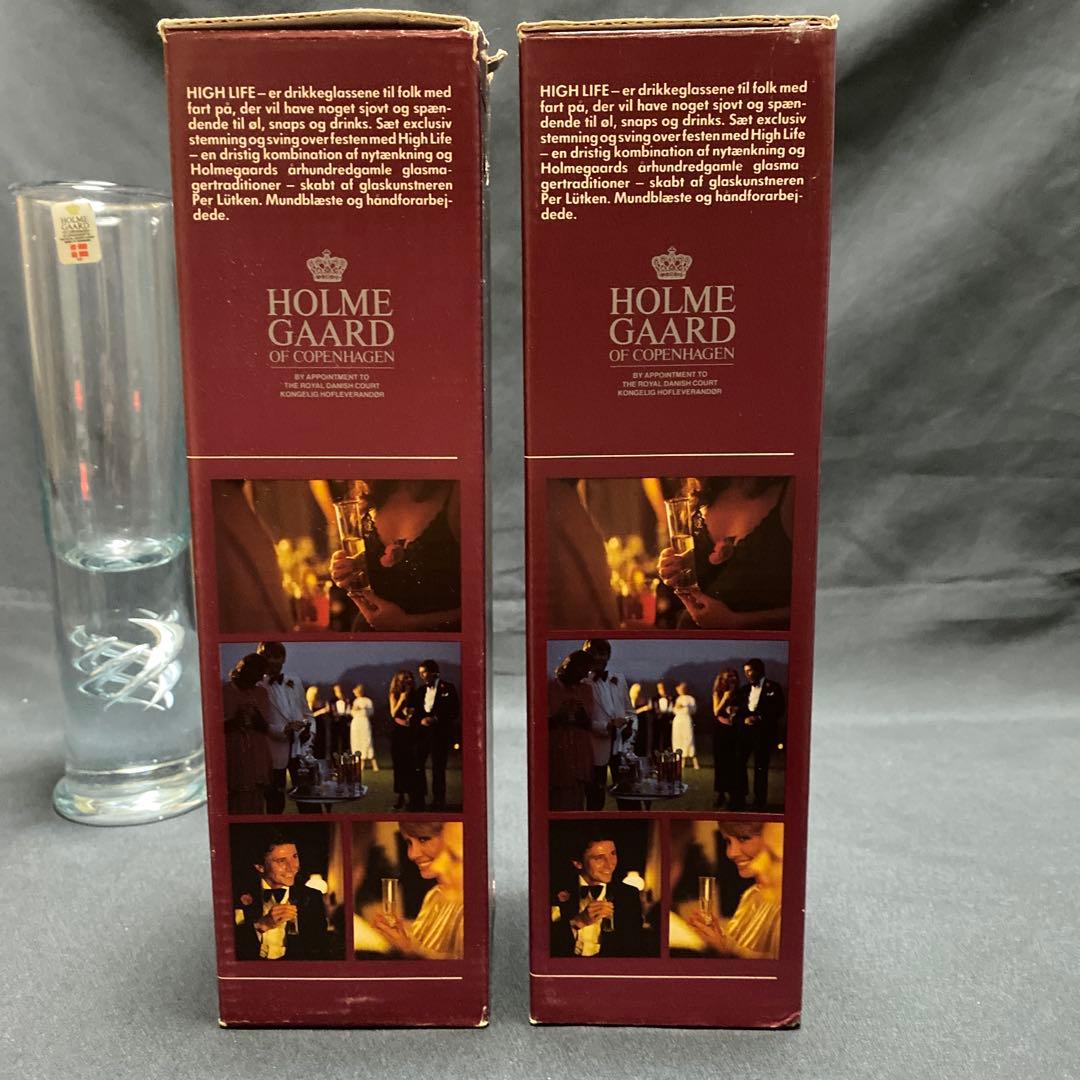 HIGH LIFE – er drikkeglassene til folk med
fart på, der vil have noget sjovt og spæn-
dende til øl, snaps og drinks. Sæt exclusiv
stemning og sving over festen med High Life
– en dristig kombination af nytænkning og
Holmegaards århundredgamle glasma-
gertraditioner – skabt af glaskunstneren
Per Lütken. Mundblæste og håndforarbej-
dede.
HOLME
GAARD
OF COPENHAGEN
BY APPOINTMENT TO
THE ROYAL DANISH COURT
KONGELIG HOFLEVERANDØR
HIGH LIFE – er drikkeglassene til folk med
fart på, der vil have noget sjovt og spæn-
dende til øl, snaps og drinks. Sæt exclusiv
stemning og sving over festen med High Life
– en dristig kombination af nytænkning og
Holmegaards århundredgamle glasma
gertraditioner – skabt af glaskunstneren
Per Lütken. Mundblæste og håndforarbej-
dede.
HOLME
GAARD
OF COPENHAGEN
BY APPOINTMENT TO
THE ROYAL DANISH COURT
KONGELIG HOFLEVERANDØR
HOLME
GAARD